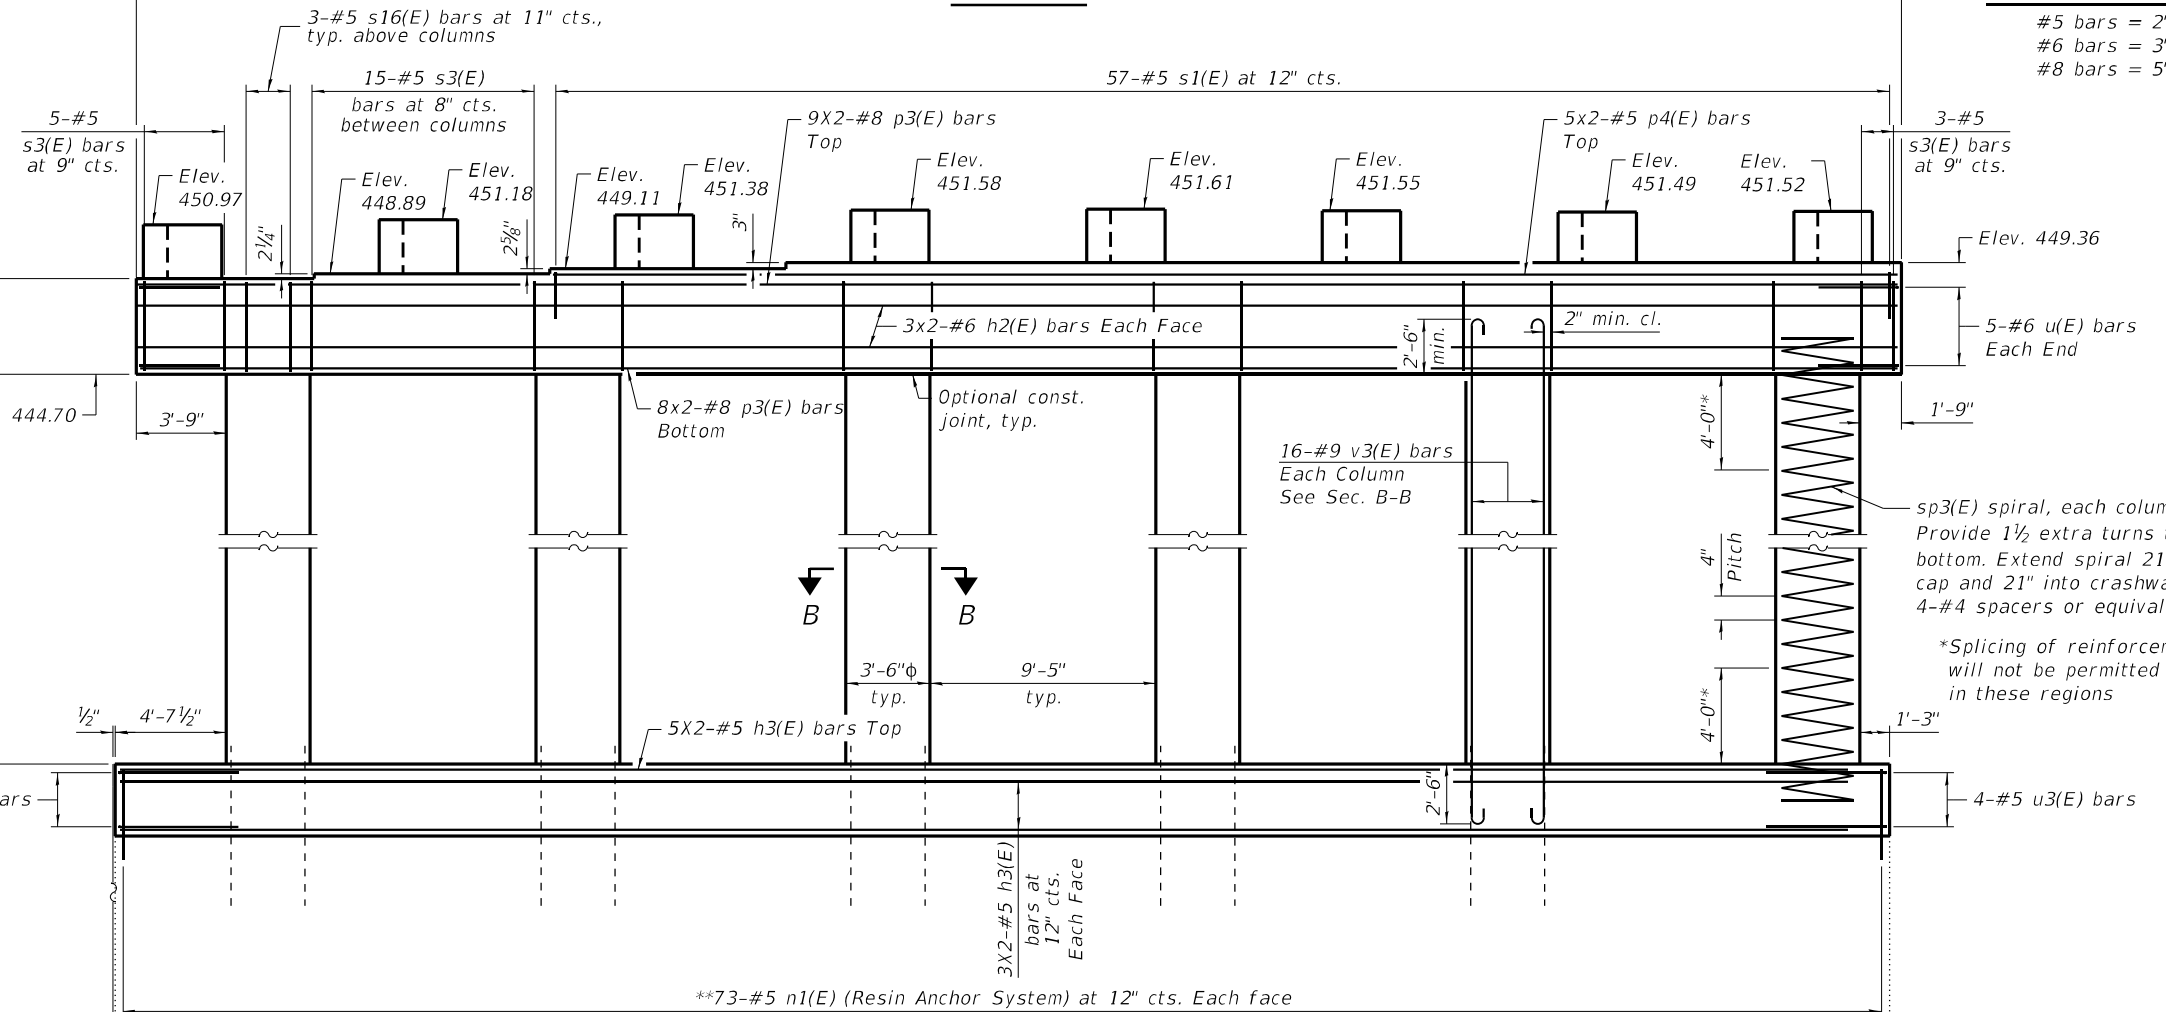 3-#5 s16(E) bars at 11" cts.,
typ. above columns
#5 bars = 2'
#6 bars = 3'
#8 bars = 5'
15-#5 s3(E)
bars at 8" cts.
between columns
57-#5 s1(E) at 12" cts.
5-#5
s3(E) bars
at 9" cts.
9X2-#8 p3(E) bars
Top
5x2-#5 p4(E) bars
Top
3-#5
s3(E) bars
at 9" cts.
Elev.
450.97
Elev.
448.89
Elev.
451.18
Elev.
449.11
Elev.
451.38
Elev.
451.58
Elev.
451.61
Elev.
451.55
Elev.
451.49
Elev.
451.52
2¼"
2⅝"
3"
Elev. 449.36
3x2-#6 h2(E) bars Each Face
2'-6"
min.
2" min. cl.
5-#6 u(E) bars
Each End
444.70
3'-9"
8x2-#8 p3(E) bars
Bottom
Optional const.
joint, typ.
4'-0"*
1'-9"
16-#9 v3(E) bars
Each Column
See Sec. B-B
sp3(E) spiral, each colum
Provide 1½ extra turns
bottom. Extend spiral 21"
cap and 21" into crashwa
4-#4 spacers or equival
4"
Pitch
B
B
*Splicing of reinforcer
will not be permitted
in these regions
3'-6"ϕ
typ.
9'-5"
typ.
½"
4'-7½"
5X2-#5 h3(E) bars Top
4'-0"*
1'-3"
ars
2'-6"
4-#5 u3(E) bars
3X2-#5 h3(E)
bars at
12" cts.
Each Face
**73-#5 n1(E) (Resin Anchor System) at 12" cts. Each face